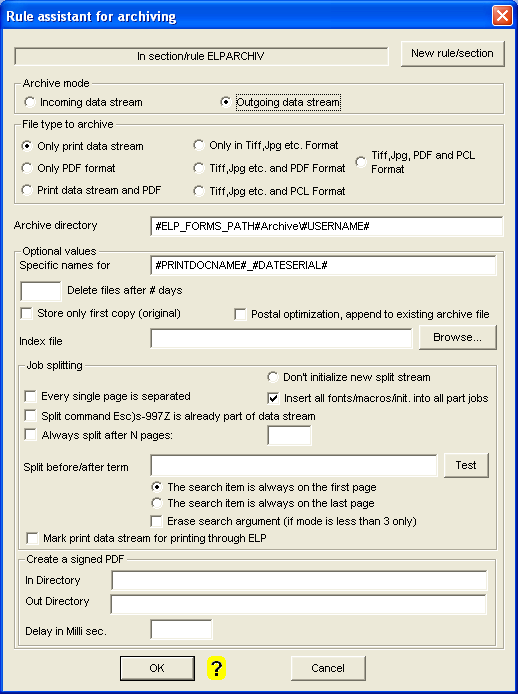 Rule assistant for archiving
In section/rule ELPARCHIV
New rule/section
Archive mode
Incoming data stream
Outgoing data stream
File type to archive
Only print data stream
Only in Tiff,Jpg etc. Format
Tiff,Jpg, PDF and PCL
Format
Only PDF format
Tiff,Jpg etc. and PDF Format
Print data stream and PDF
Tiff,Jpg etc. and PCL Format
Archive directory
#ELP_FORMS_PATH#Archive\#USERNAME#
Optional values
Specific names for
#PRINTDOCNAME#_#DATESERIAL#
Delete files after # days
Store only first copy (original)
Postal optimization, append to existing archive file
Index file
Browse...
Job splitting
Don't initialize new split stream
Every single page is separated
Insert all fonts/macros/init. into all part jobs
Split command Esc)s-997Z is already part of data stream
Always split after N pages:
Split before/after term
Test
The search item is always on the first page
The search item is always on the last page
Erase search argument (if mode is less than 3 only)
Mark print data stream for printing through ELP
Create a signed PDF
In Directory
Out Directory
Delay in Milli sec.
OK
?
Cancel